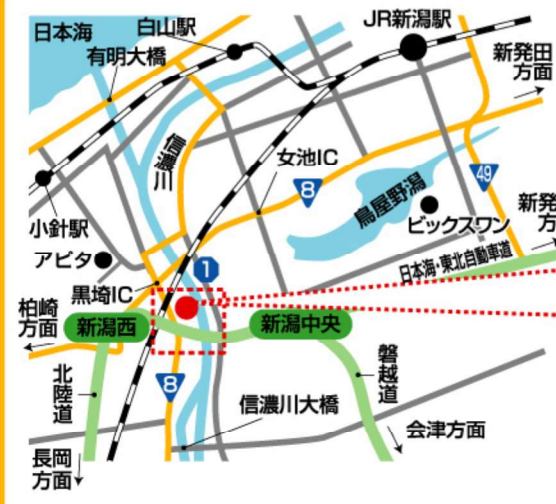 日本海
白山駅
JR新潟駅
有明大橋
新発田
方面
信濃川
女池IC
8
49
鳥屋野潟
ビックスワン
小針駅
アピタ
新発
方
日本海・東北自動車道
1
黒埼IC
柏崎
方面
新潟西
新潟中央
北陸道
8
磐越道
信濃川大橋
会津方面
長岡
方面